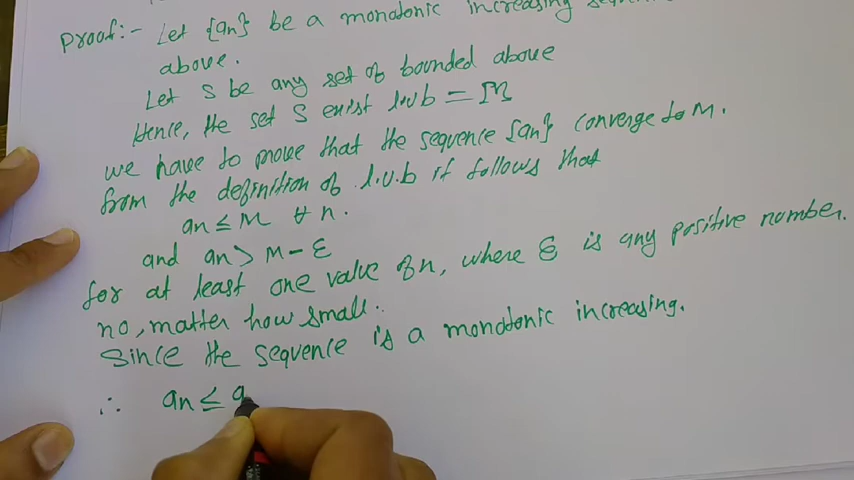 Proof:- Let {an} be a monotonic increasing
above.
Let S be any set of bounded above
Hence, the set S exist l.u.b = M
we have to prove that the sequence {an} converge to M.
from the definition of l.u.b it follows that
an ≤ M ∀ n.
and an > M - ε
for at least one value of n, where ε is any positive number.
no, matter how small.
Since the sequence is a monotonic increasing.
∴ an ≤ a